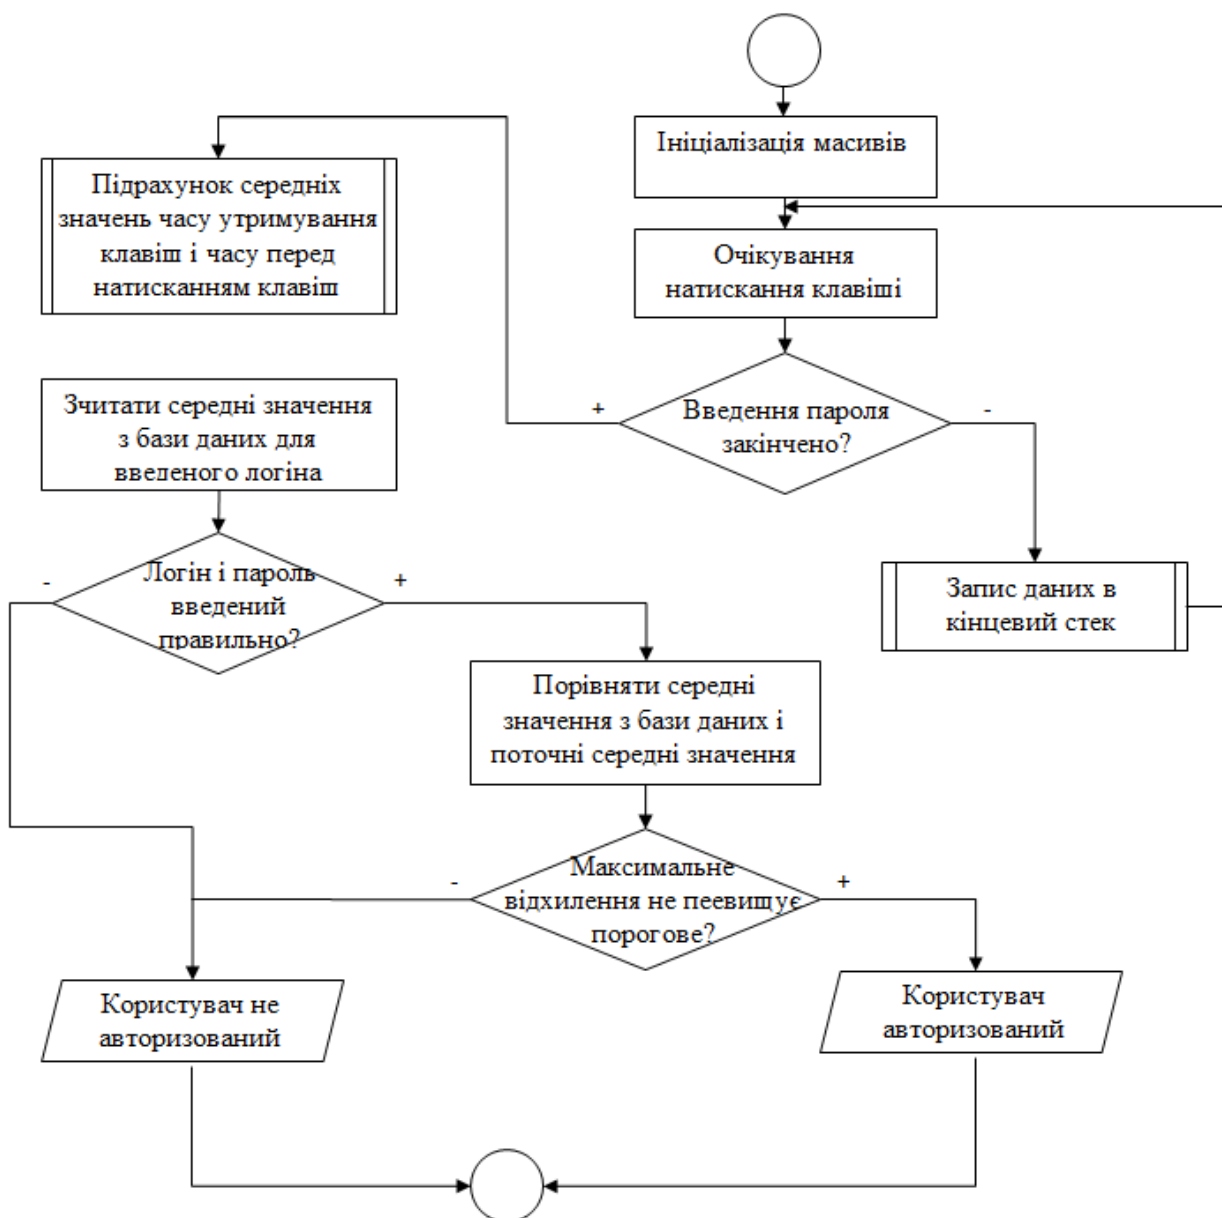 Ініціалізація масивів
Підрахунок середніх
значень часу утримування
клавіш і часу перед
натисканням клавіш
Очікування
натискання клавіші
Зчитати середні значення
з бази даних для
введеного логіна
+
Введення пароля
закінчено?
-
-
Логін і пароль
введений
правильно?
+
Запис даних в
кінцевий стек
Порівняти середні
значення з бази даних і
поточні середні значення
-
Максимальне
відхилення не пеевищує
порогове?
+
Користувач не
авторизований
Користувач
авторизований